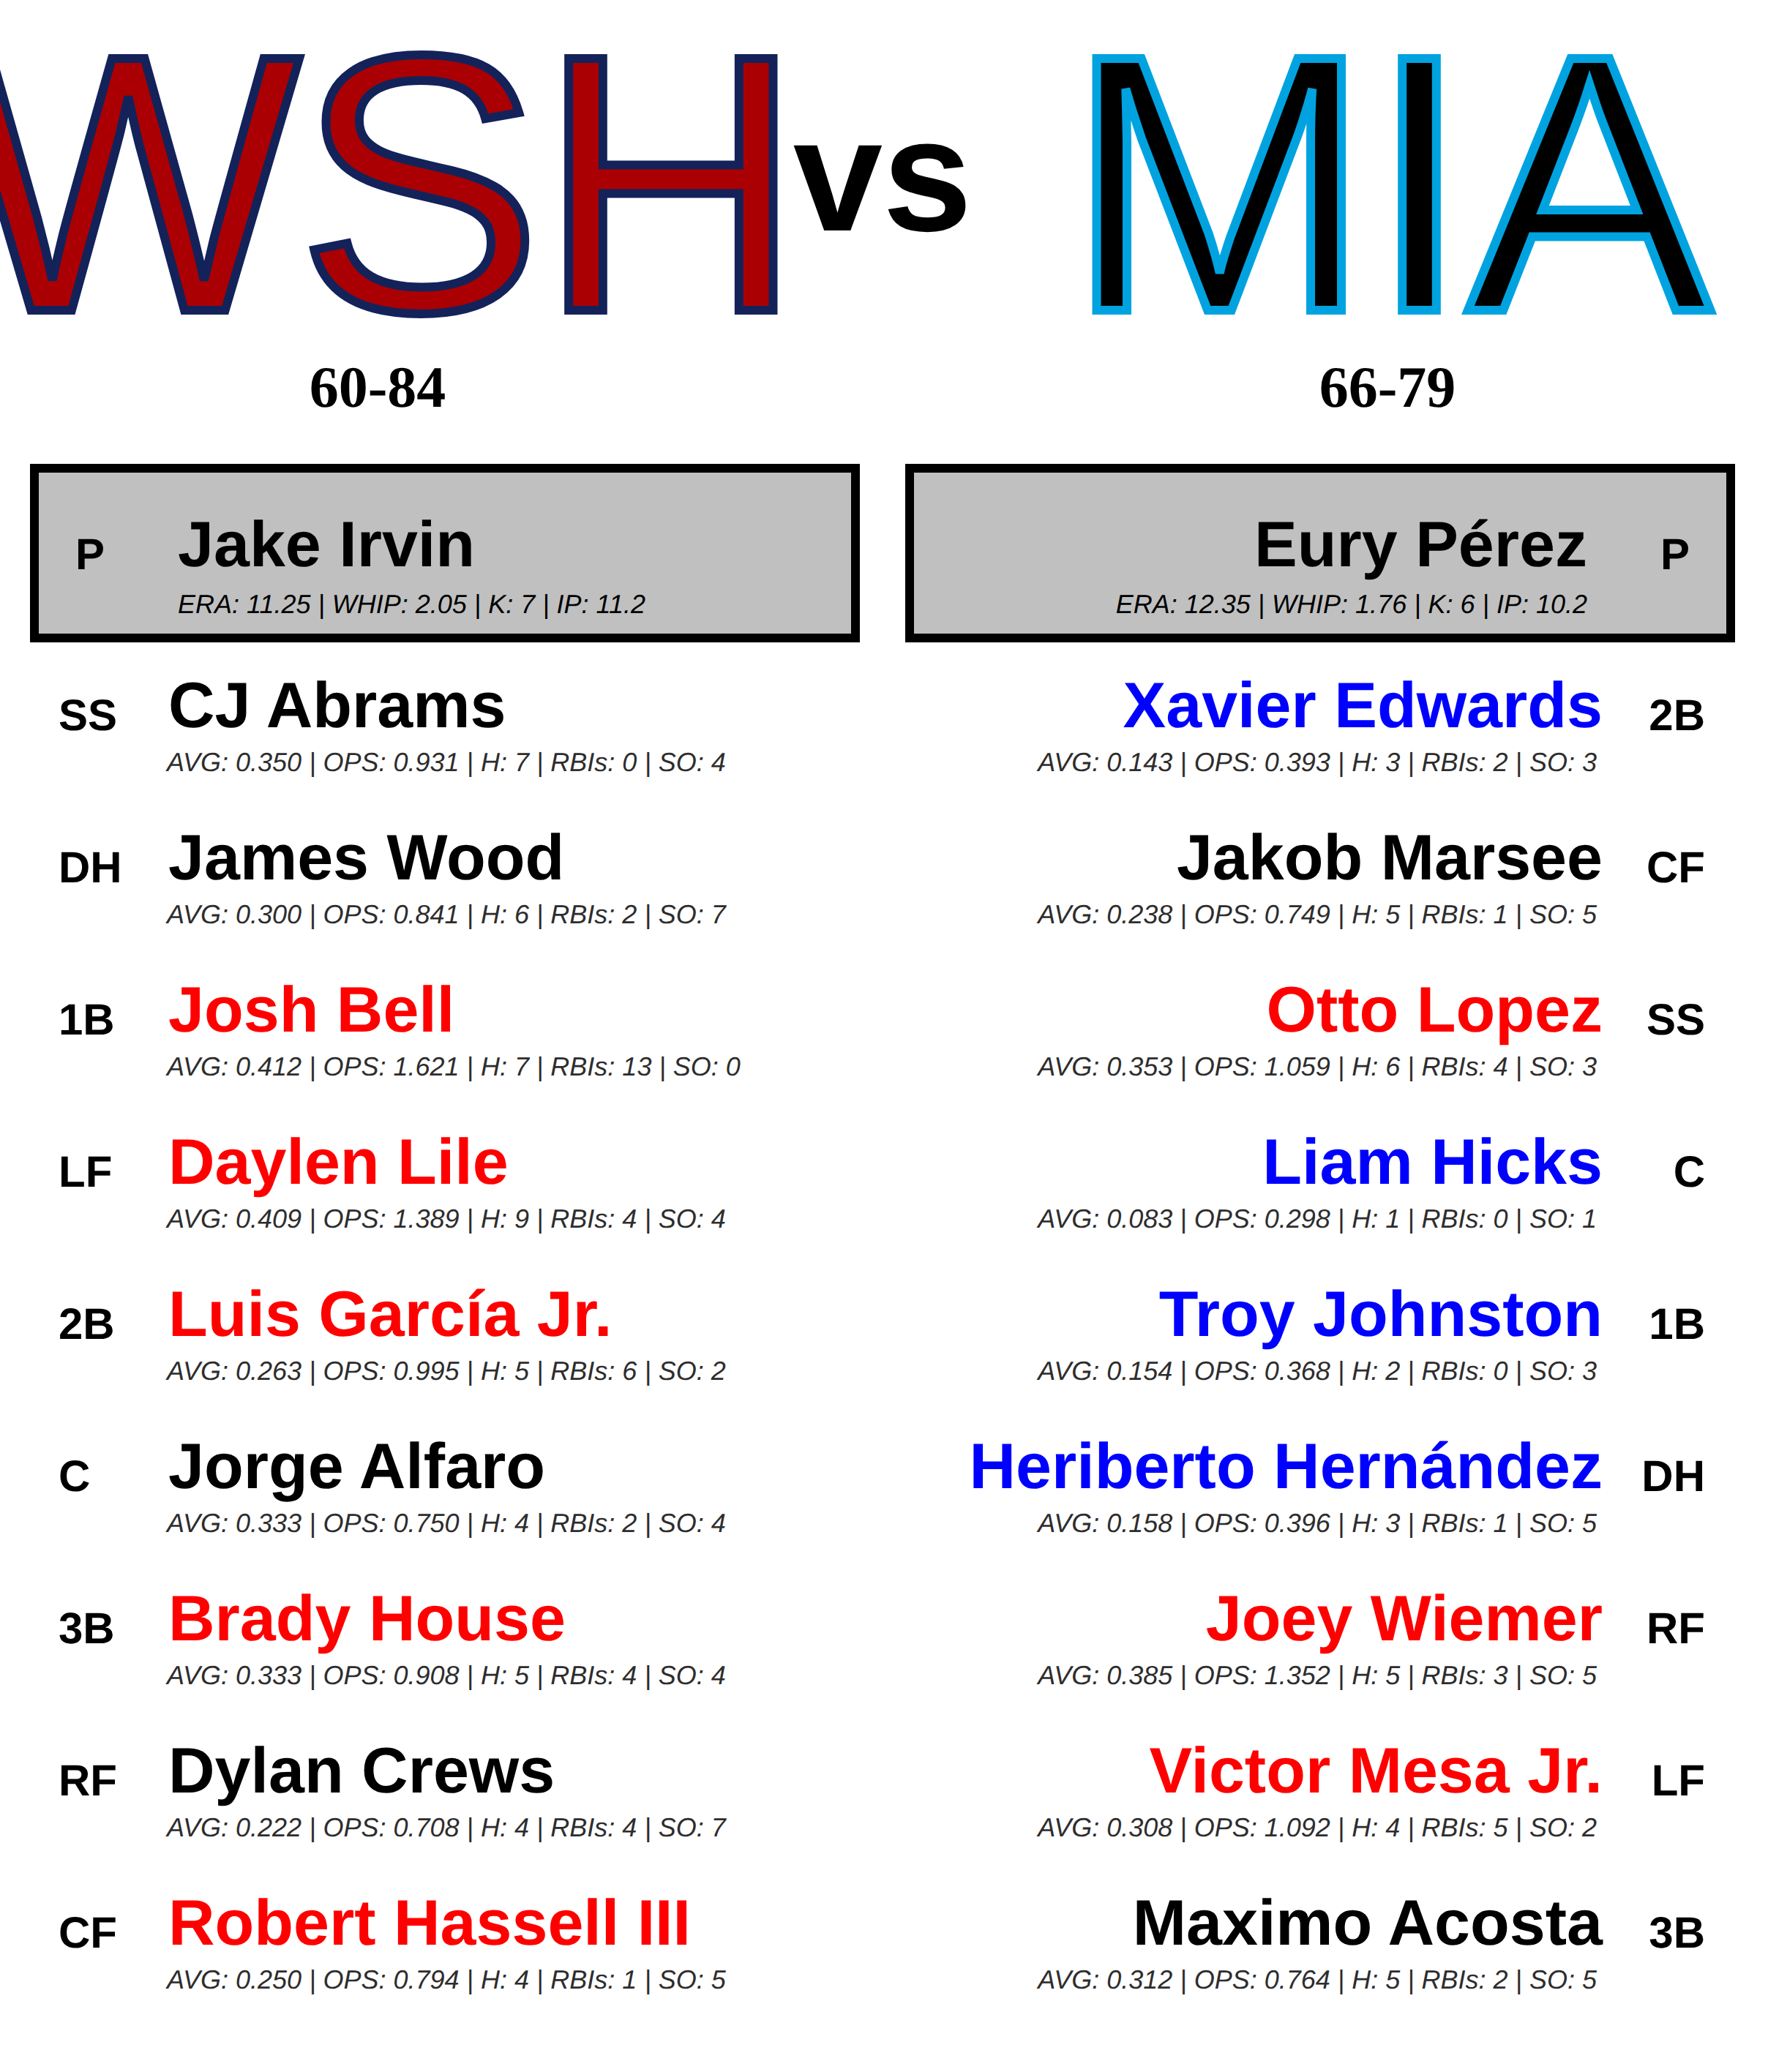 WSH vs MIA
60-84
66-79
P Jake Irvin
ERA: 11.25 | WHIP: 2.05 | K: 7 | IP: 11.2
Eury Pérez P
ERA: 12.35 | WHIP: 1.76 | K: 6 | IP: 10.2
SS CJ Abrams
AVG: 0.350 | OPS: 0.931 | H: 7 | RBIs: 0 | SO: 4
DH James Wood
AVG: 0.300 | OPS: 0.841 | H: 6 | RBIs: 2 | SO: 7
1B Josh Bell
AVG: 0.412 | OPS: 1.621 | H: 7 | RBIs: 13 | SO: 0
LF Daylen Lile
AVG: 0.409 | OPS: 1.389 | H: 9 | RBIs: 4 | SO: 4
2B Luis García Jr.
AVG: 0.263 | OPS: 0.995 | H: 5 | RBIs: 6 | SO: 2
C Jorge Alfaro
AVG: 0.333 | OPS: 0.750 | H: 4 | RBIs: 2 | SO: 4
3B Brady House
AVG: 0.333 | OPS: 0.908 | H: 5 | RBIs: 4 | SO: 4
RF Dylan Crews
AVG: 0.222 | OPS: 0.708 | H: 4 | RBIs: 4 | SO: 7
CF Robert Hassell III
AVG: 0.250 | OPS: 0.794 | H: 4 | RBIs: 1 | SO: 5
Xavier Edwards 2B
AVG: 0.143 | OPS: 0.393 | H: 3 | RBIs: 2 | SO: 3
Jakob Marsee CF
AVG: 0.238 | OPS: 0.749 | H: 5 | RBIs: 1 | SO: 5
Otto Lopez SS
AVG: 0.353 | OPS: 1.059 | H: 6 | RBIs: 4 | SO: 3
Liam Hicks C
AVG: 0.083 | OPS: 0.298 | H: 1 | RBIs: 0 | SO: 1
Troy Johnston 1B
AVG: 0.154 | OPS: 0.368 | H: 2 | RBIs: 0 | SO: 3
Heriberto Hernández DH
AVG: 0.158 | OPS: 0.396 | H: 3 | RBIs: 1 | SO: 5
Joey Wiemer RF
AVG: 0.385 | OPS: 1.352 | H: 5 | RBIs: 3 | SO: 5
Victor Mesa Jr. LF
AVG: 0.308 | OPS: 1.092 | H: 4 | RBIs: 5 | SO: 2
Maximo Acosta 3B
AVG: 0.312 | OPS: 0.764 | H: 5 | RBIs: 2 | SO: 5